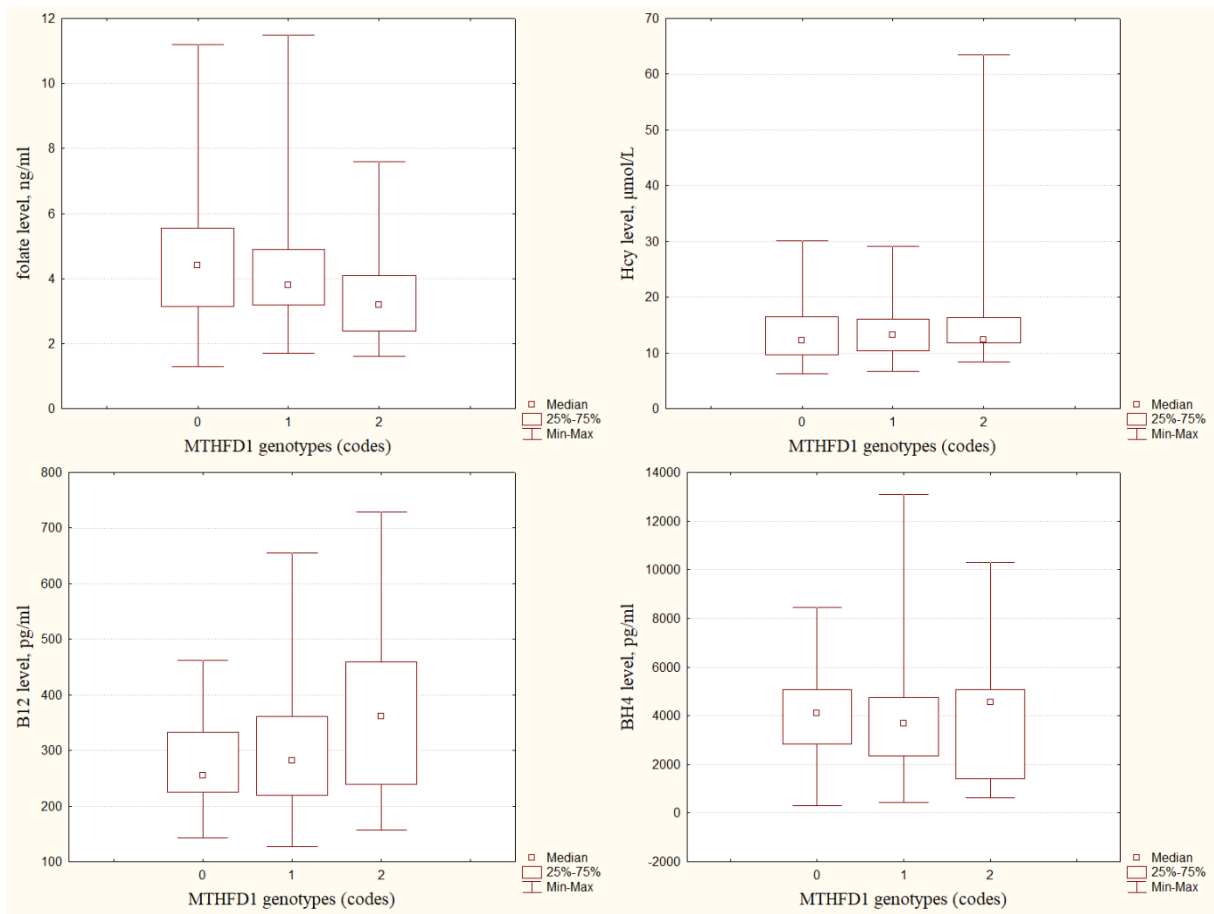 12
10
8
6
4
2
0
folate level, ng/ml
0 1 2
MTHFD1 genotypes (codes)
Median
25%-75%
Min-Max
70
60
50
40
30
20
10
0
Hcy level, µmol/L
0 1 2
MTHFD1 genotypes (codes)
Median
25%-75%
Min-Max
800
700
600
500
400
300
200
100
B12 level, pg/ml
0 1 2
MTHFD1 genotypes (codes)
Median
25%-75%
Min-Max
14000
12000
10000
8000
6000
4000
2000
0
-2000
BH4 level, pg/ml
0 1 2
MTHFD1 genotypes (codes)
Median
25%-75%
Min-Max